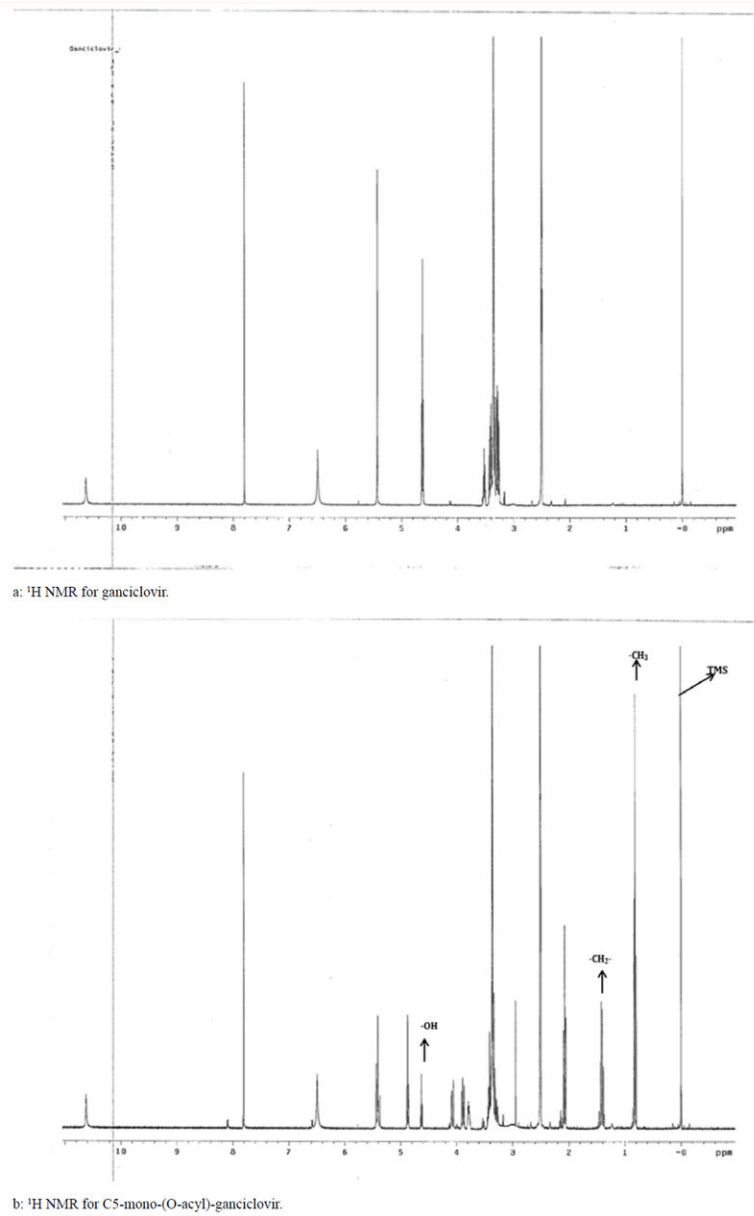 Ganciclovir
10 9 8 7 6 5 4 3 2 1 -0 ppm
a: ¹H NMR for ganciclovir.
-CH₃
TMS
-CH₂-
-OH
10 9 8 7 6 5 4 3 2 1 -0 ppm
b: ¹H NMR for C5-mono-(O-acyl)-ganciclovir.